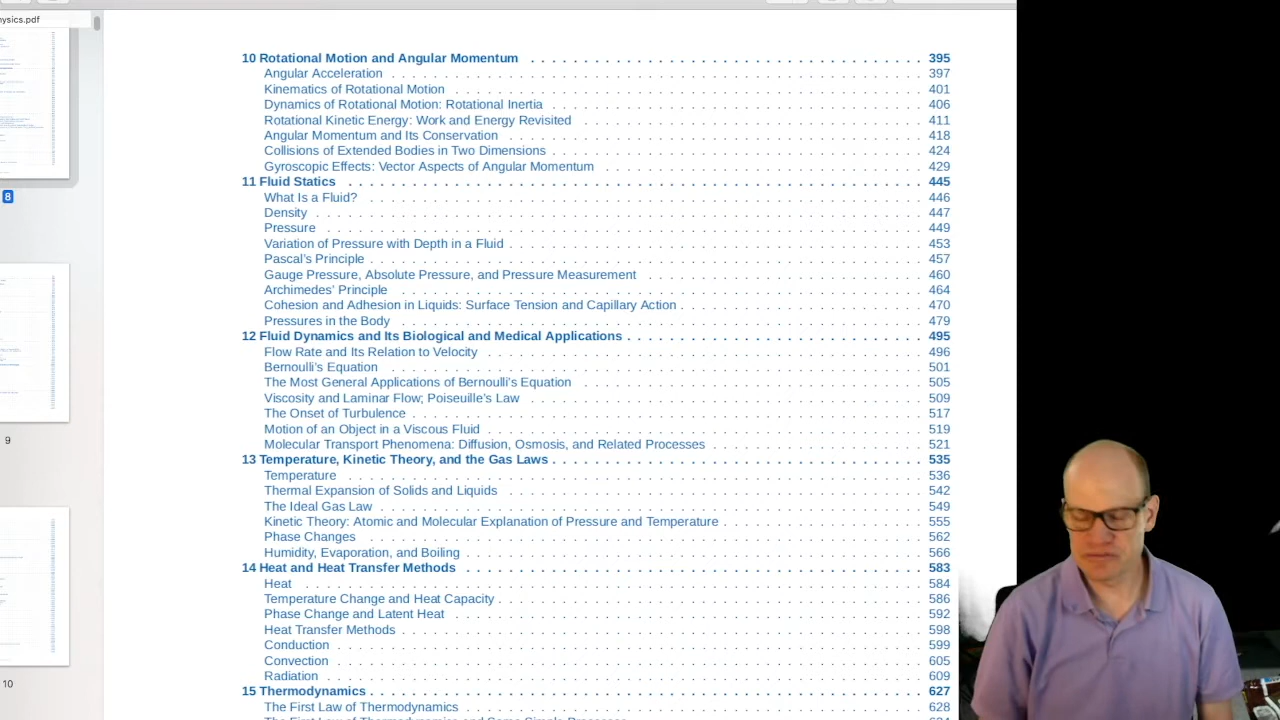 ysics.pdf
10 Rotational Motion and Angular Momentum . . . . . . . . . . . . . . . . . . . . . . . . . . . . . . 395
Angular Acceleration . . . . . . . . . . . . . . . . . . . . . . . . . . . . . . 397
Kinematics of Rotational Motion . . . . . . . . . . . . . . . . . . . . . . . . . . . . . . 401
Dynamics of Rotational Motion: Rotational Inertia . . . . . . . . . . . . . . . . . . . . . . . . . . . . . . 406
Rotational Kinetic Energy: Work and Energy Revisited . . . . . . . . . . . . . . . . . . . . . . . . . . . . . . 411
Angular Momentum and Its Conservation . . . . . . . . . . . . . . . . . . . . . . . . . . . . . . 418
Collisions of Extended Bodies in Two Dimensions . . . . . . . . . . . . . . . . . . . . . . . . . . . . . . 424
Gyroscopic Effects: Vector Aspects of Angular Momentum . . . . . . . . . . . . . . . . . . . . . . . . . . . . . . 429
11 Fluid Statics . . . . . . . . . . . . . . . . . . . . . . . . . . . . . . 445
What Is a Fluid? . . . . . . . . . . . . . . . . . . . . . . . . . . . . . . 446
Density . . . . . . . . . . . . . . . . . . . . . . . . . . . . . . 447
Pressure . . . . . . . . . . . . . . . . . . . . . . . . . . . . . . 449
Variation of Pressure with Depth in a Fluid . . . . . . . . . . . . . . . . . . . . . . . . . . . . . . 453
Pascal's Principle . . . . . . . . . . . . . . . . . . . . . . . . . . . . . . 457
Gauge Pressure, Absolute Pressure, and Pressure Measurement . . . . . . . . . . . . . . . . . . . . 460
Archimedes' Principle . . . . . . . . . . . . . . . . . . . . . . . . . . . . . . 464
Cohesion and Adhesion in Liquids: Surface Tension and Capillary Action . . . . . . . . . . . . . . . . . . . . 470
Pressures in the Body . . . . . . . . . . . . . . . . . . . . . . . . . . . . . . 479
12 Fluid Dynamics and Its Biological and Medical Applications . . . . . . . . . . . . . . . . . . . . 495
Flow Rate and Its Relation to Velocity . . . . . . . . . . . . . . . . . . . . . . . . . . . . . . 496
Bernoulli's Equation . . . . . . . . . . . . . . . . . . . . . . . . . . . . . . 501
The Most General Applications of Bernoulli's Equation . . . . . . . . . . . . . . . . . . . . 505
Viscosity and Laminar Flow; Poiseuille's Law . . . . . . . . . . . . . . . . . . . . . . . . . 509
The Onset of Turbulence . . . . . . . . . . . . . . . . . . . . . . . . . . . . . . 517
Motion of an Object in a Viscous Fluid . . . . . . . . . . . . . . . . . . . . . . . . . . . 519
Molecular Transport Phenomena: Diffusion, Osmosis, and Related Processes . . . . . . . . . . . . . 521
13 Temperature, Kinetic Theory, and the Gas Laws . . . . . . . . . . . . . . . . . . . . . . . 535
Temperature . . . . . . . . . . . . . . . . . . . . . . . . . . . . . . 536
Thermal Expansion of Solids and Liquids . . . . . . . . . . . . . . . . . . . . . . . . . . 542
The Ideal Gas Law . . . . . . . . . . . . . . . . . . . . . . . . . . . . . . 549
Kinetic Theory: Atomic and Molecular Explanation of Pressure and Temperature . . . . . . . . . . . . . 555
Phase Changes . . . . . . . . . . . . . . . . . . . . . . . . . . . . . . 562
Humidity, Evaporation, and Boiling . . . . . . . . . . . . . . . . . . . . . . . . . . . . 566
14 Heat and Heat Transfer Methods . . . . . . . . . . . . . . . . . . . . . . . . . . . . 583
Heat . . . . . . . . . . . . . . . . . . . . . . . . . . . . . . 584
Temperature Change and Heat Capacity . . . . . . . . . . . . . . . . . . . . . . . . . . 586
Phase Change and Latent Heat . . . . . . . . . . . . . . . . . . . . . . . . . . . . . 592
Heat Transfer Methods . . . . . . . . . . . . . . . . . . . . . . . . . . . . . . 598
Conduction . . . . . . . . . . . . . . . . . . . . . . . . . . . . . . 599
Convection . . . . . . . . . . . . . . . . . . . . . . . . . . . . . . 605
Radiation . . . . . . . . . . . . . . . . . . . . . . . . . . . . . . 609
15 Thermodynamics . . . . . . . . . . . . . . . . . . . . . . . . . . . . . . 627
The First Law of Thermodynamics . . . . . . . . . . . . . . . . . . . . . . . . . . . . 628
8
9
10